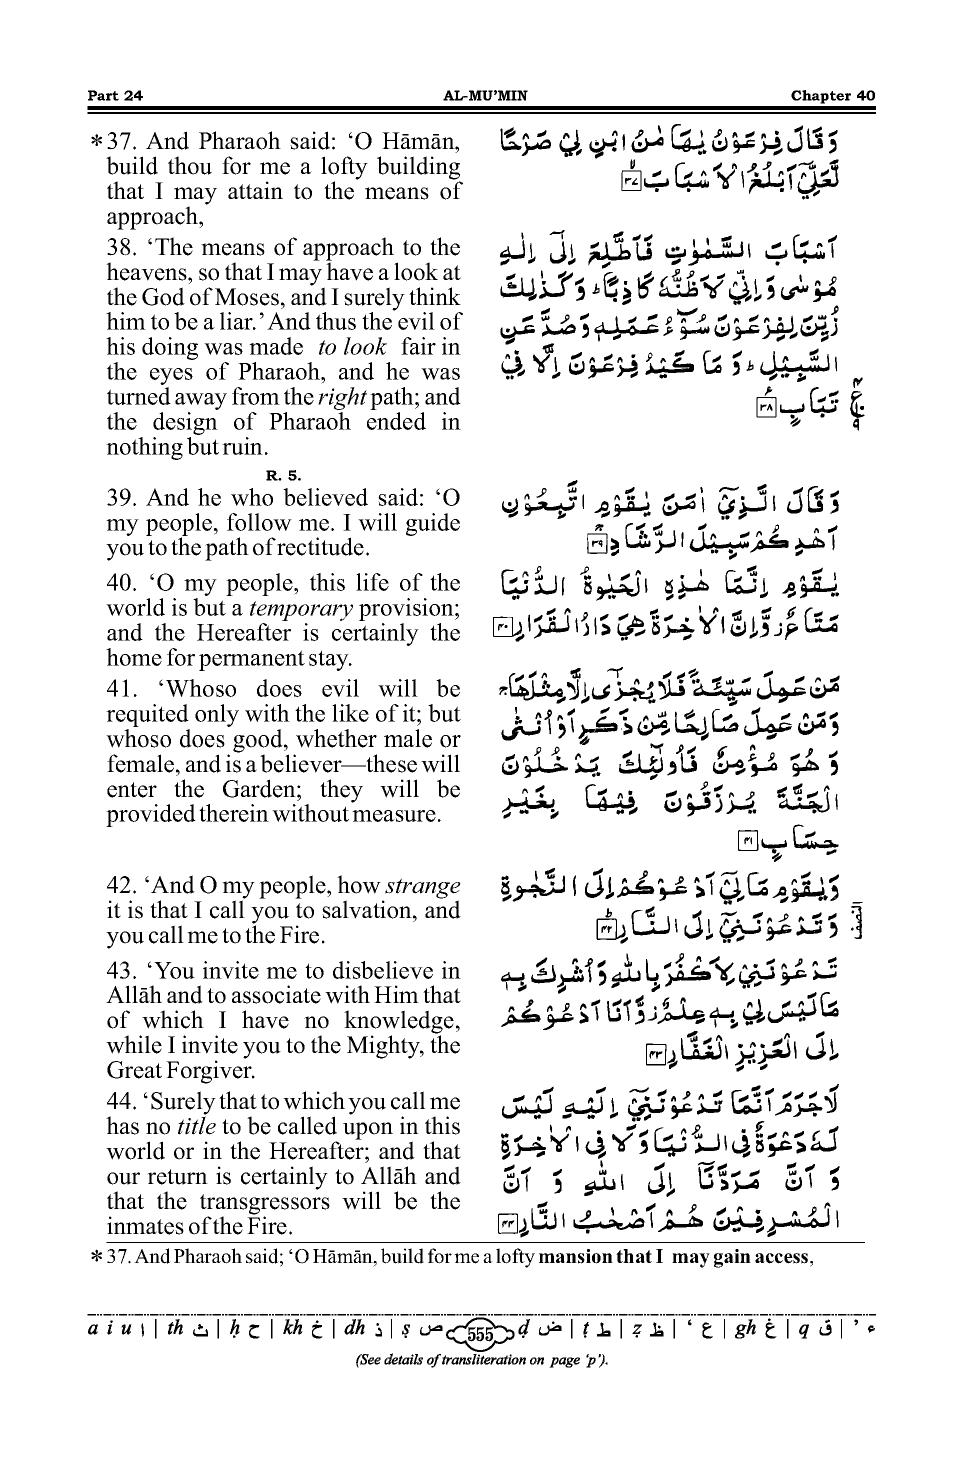 Part 24 AL-MU’MIN Chapter 40
*37. And Pharaoh said: ‘O Hāmān,
build thou for me a lofty building
that I may attain to the means of
approach,
38. ‘The means of approach to the
heavens, so that I may have a look at
the God of Moses, and I surely think
him to be a liar.’ And thus the evil of
his doing was made to look fair in
the eyes of Pharaoh, and he was
turned away from the right path; and
the design of Pharaoh ended in
nothing but ruin.
R. 5.
39. And he who believed said: ‘O
my people, follow me. I will guide
you to the path of rectitude.
40. ‘O my people, this life of the
world is but a temporary provision;
and the Hereafter is certainly the
home for permanent stay.
41. ‘Whoso does evil will be
requited only with the like of it; but
whoso does good, whether male or
female, and is a believer—these will
enter the Garden; they will be
provided therein without measure.
42. ‘And O my people, how strange
it is that I call you to salvation, and
you call me to the Fire.
43. ‘You invite me to disbelieve in
Allāh and to associate with Him that
of which I have no knowledge,
while I invite you to the Mighty, the
Great Forgiver.
44. ‘Surely that to which you call me
has no title to be called upon in this
world or in the Hereafter; and that
our return is certainly to Allāh and
that the transgressors will be the
inmates of the Fire.
وَقَالَ فِرْعَوْنُ يٰهَامٰنُ ابْنِ لِيْ صَرْحًا
لَّعَلِّيْۤ اَبْلُغُ الْاَسْبَابَ ۙ﴿۳۷﴾
اَسْبَابَ السَّمٰوٰتِ فَاَطَّلِعَ اِلٰۤى اِلٰهِ
مُوْسٰى وَ اِنِّيْ لَاَظُنُّهٗ كَاذِبًا ؕ وَ كَذٰلِكَ
زُيِّنَ لِفِرْعَوْنَ سُوْٓءُ عَمَلِهٖ وَ صُدَّ عَنِ
السَّبِيْلِ ؕ وَ مَا كَيْدُ فِرْعَوْنَ اِلَّا فِيْ
تَبَابٍ ﴿۳۸﴾
وَ قَالَ الَّذِيْۤ اٰمَنَ يٰقَوْمِ اتَّبِعُوْنِ
اَهْدِكُمْ سَبِيْلَ الرَّشَادِ ۚ﴿۳۹﴾
يٰقَوْمِ اِنَّمَا هٰذِهِ الْحَيٰوةُ الدُّنْيَا
مَتَاعٌ ز وَّ اِنَّ الْاٰخِرَةَ هِيَ دَارُ الْقَرَارِ ﴿۴۰﴾
مَنْ عَمِلَ سَيِّئَةً فَلَا يُجْزٰۤى اِلَّا مِثْلَهَا ۚ
وَمَنْ عَمِلَ صَالِحًا مِّنْ ذَكَرٍ اَوْ اُنْثٰى
وَ هُوَ مُؤْمِنٌ فَاُولٰٓئِكَ يَدْخُلُوْنَ
الْجَنَّةَ يُرْزَقُوْنَ فِيْهَا بِغَيْرِ
حِسَابٍ ﴿۴۱﴾
وَيٰقَوْمِ مَا لِيْۤ اَدْعُوْكُمْ اِلَى النَّجٰوةِ
وَ تَدْعُوْنَنِيْۤ اِلَى النَّارِ ؕ﴿۴۲﴾
النصف
تَدْعُوْنَنِيْ لِاَكْفُرَ بِاللّٰهِ وَ اُشْرِكَ بِهٖ
مَا لَيْسَ لِيْ بِهٖ عِلْمٌ ز وَّ اَنَا اَدْعُوْكُمْ
اِلَى الْعَزِيْزِ الْغَفَّارِ ﴿۴۳﴾
لَا جَرَمَ اَنَّمَا تَدْعُوْنَنِيْۤ اِلَيْهِ لَيْسَ
لَهٗ دَعْوَةٌ فِي الدُّنْيَا وَ لَا فِي الْاٰخِرَةِ
وَ اَنَّ مَرَدَّنَاۤ اِلَى اللّٰهِ وَ اَنَّ
الْمُسْرِفِيْنَ هُمْ اَصْحٰبُ النَّارِ ﴿۴۴﴾
*37. And Pharaoh said; ‘O Hāmān, build for me a lofty mansion that I may gain access,
a i u ا | th ث | ḥ ح | kh خ | dh ذ | ṣ ص 555 ḍ ض | ṭ ط | ẓ ظ | ‘ ع | gh غ | q ق | ’ ء
(See details of transliteration on page ‘p’).